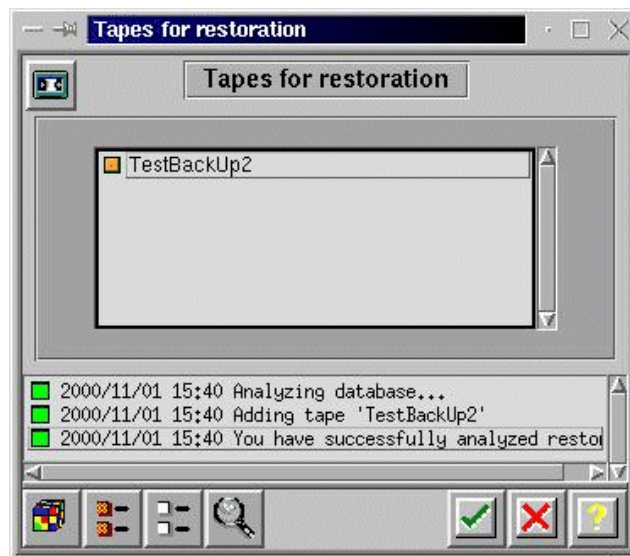 Tapes for restoration
Tapes for restoration
TestBackUp2
2000/11/01 15:40 Analyzing database...
2000/11/01 15:40 Adding tape 'TestBackUp2'
2000/11/01 15:40 You have successfully analyzed restor
?